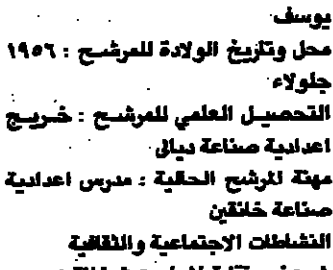 يوسف
محل وتاريخ الولادة للمرشح : ١٩٥٦
جلولاء
التحصيل العلمي للمرشح : خريج
اعدادية صناعة ديالى
مهنة للمرشح الحالية : مدرس اعدادية
صناعة خانقين
النشاطات الاجتماعية والثقافية